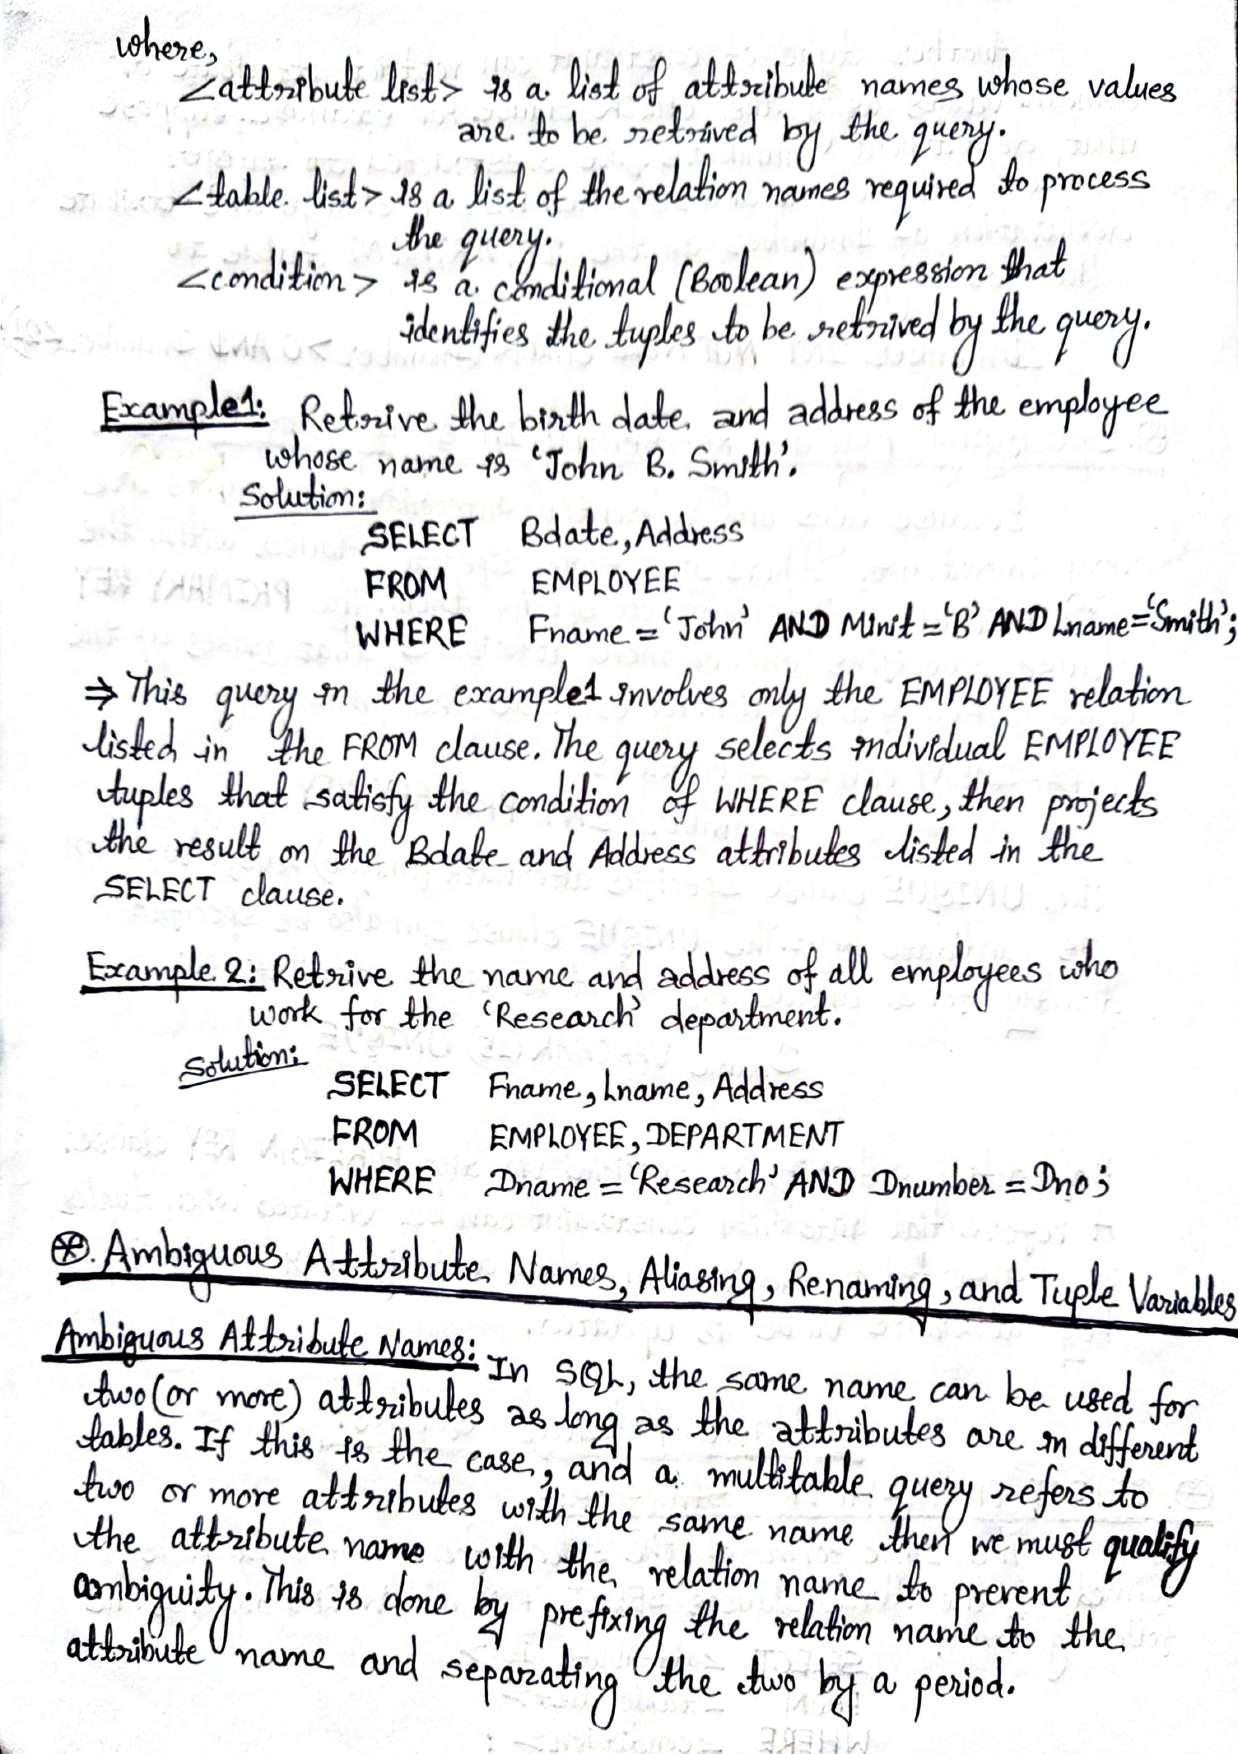 where,
<attribute list> is a list of attribute names whose values
are to be retrived by the query.
<table list> is a list of the relation names required to process
the query.
<condition> is a conditional (Boolean) expression that
identifies the tuples to be retrived by the query.
Example1: Retrive the birth date and address of the employee
whose name is 'John B. Smith'.
Solution:
SELECT Bdate, Address
FROM EMPLOYEE
WHERE Fname = 'John' AND Minit = 'B' AND Lname = 'Smith';
⇒ This query in the example1 involves only the EMPLOYEE relation
listed in the FROM clause. The query selects individual EMPLOYEE
tuples that satisfy the condition of WHERE clause, then projects
the result on the Bdate and Address attributes listed in the
SELECT clause.
Example 2: Retrive the name and address of all employees who
work for the 'Research' department.
Solution:
SELECT Fname, Lname, Address
FROM EMPLOYEE, DEPARTMENT
WHERE Dname = 'Research' AND Dnumber = Dno;
⊛. Ambiguous Attribute Names, Aliasing, Renaming, and Tuple Variables
Ambiguous Attribute Names: In SQL, the same name can be used for
two (or more) attributes as long as the attributes are in different
tables. If this is the case, and a multitable query refers to
two or more attributes with the same name then we must qualify
the attribute name with the relation name to prevent
ambiguity. This is done by prefixing the relation name to the
attribute name and separating the two by a period.